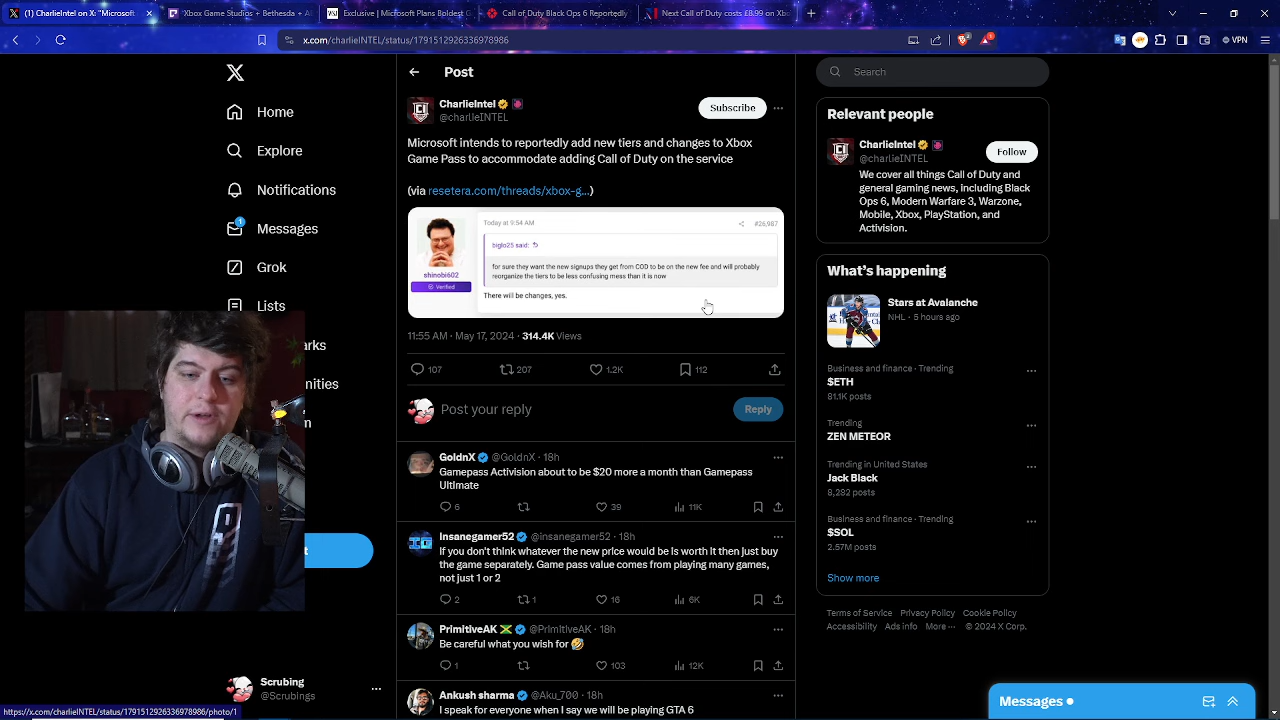 (1) CharlieIntel on X: "Microsoft
Xbox Game Studios + Bethesda + A
Exclusive | Microsoft Plans Boldest G
Call of Duty Black Ops 6 Reportedly
Next Call of Duty costs £8.99 on Xb
x.com/charlieINTEL/status/1791512926336978986
VPN
Home
Explore
Notifications
1
Messages
Grok
Lists
Scrubing
@Scrubings
https://x.com/charlieINTEL/status/1791512926336978986/photo/1
Post
CharlieIntel
@charlieINTEL
Subscribe
Microsoft intends to reportedly add new tiers and changes to Xbox
Game Pass to accommodate adding Call of Duty on the service
(via resetera.com/threads/xbox-g...)
shinobi602
Verified
Today at 9:54 AM
#26,987
biglo25 said:
for sure they want the new signups they get from COD to be on the new fee and will probably
reorganize the tiers to be less confusing mess than it is now
There will be changes, yes.
11:55 AM · May 17, 2024 · 314.4K Views
107
207
1.2K
112
Post your reply
Reply
GoldnX @GoldnX · 18h
Gamepass Activision about to be $20 more a month than Gamepass
Ultimate
6
39
11K
Insanegamer52 @insanegamer52 · 18h
If you don't think whatever the new price would be is worth it then just buy
the game separately. Game pass value comes from playing many games,
not just 1 or 2
2
1
16
6K
PrimitiveAK 🇯🇲 @PrimitiveAK · 18h
Be careful what you wish for 🤣
1
103
12K
Ankush sharma @Aku_700 · 18h
I speak for everyone when I say we will be playing GTA 6
Search
Relevant people
CharlieIntel
@charlieINTEL
Follow
We cover all things Call of Duty and
general gaming news, including Black
Ops 6, Modern Warfare 3, Warzone,
Mobile, Xbox, PlayStation, and
Activision.
What's happening
Stars at Avalanche
NHL · 5 hours ago
Business and finance · Trending
$ETH
81.1K posts
Trending
ZEN METEOR
Trending in United States
Jack Black
8,282 posts
Business and finance · Trending
$SOL
2.57M posts
Show more
Terms of Service Privacy Policy Cookie Policy
Accessibility Ads info More ··· © 2024 X Corp.
Messages